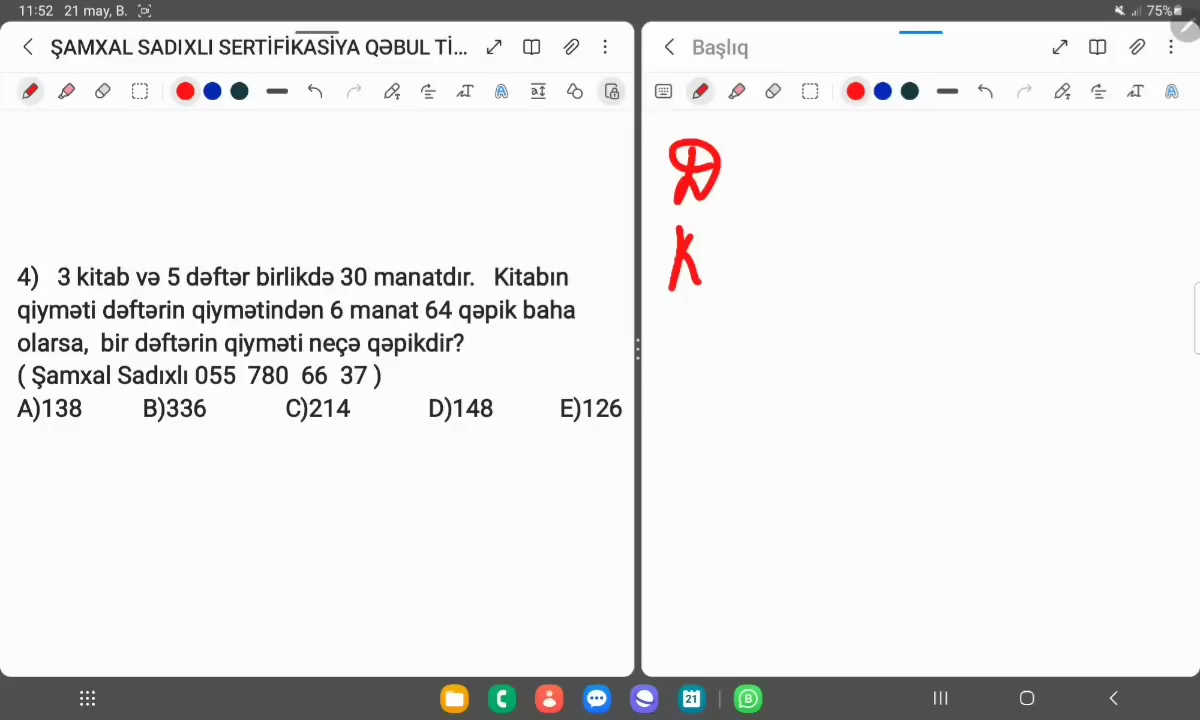 11:52 21 may, B. 75%
ŞAMXAL SADIXLI SERTİFİKASİYA QƏBUL Tİ...
Başlıq
4) 3 kitab və 5 dəftər birlikdə 30 manatdır. Kitabın
qiyməti dəftərin qiymətindən 6 manat 64 qəpik baha
olarsa, bir dəftərin qiyməti neçə qəpikdir?
( Şamxal Sadıxlı 055 780 66 37 )
A)138 B)336 C)214 D)148 E)126
D
K
21